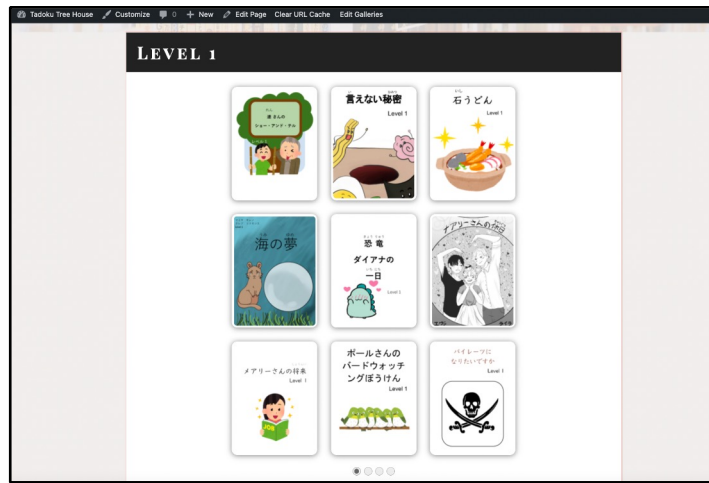 Tadoku Tree House Customize 0 + New Edit Page Clear URL Cache Edit Galleries
LEVEL 1
さんの
ショー・アンド・テル
言えない秘密
Level 1
石うどん
Level 1
海の夢
恐竜
ダイアナの
一日
Level 1
メアリーさんの休日
メアリーさんの将来
Level 1
JOB
ポールさんの
バードウォッチ
ングぼうけん
Level 1
パイレーツに
なりたいですか
Level 1